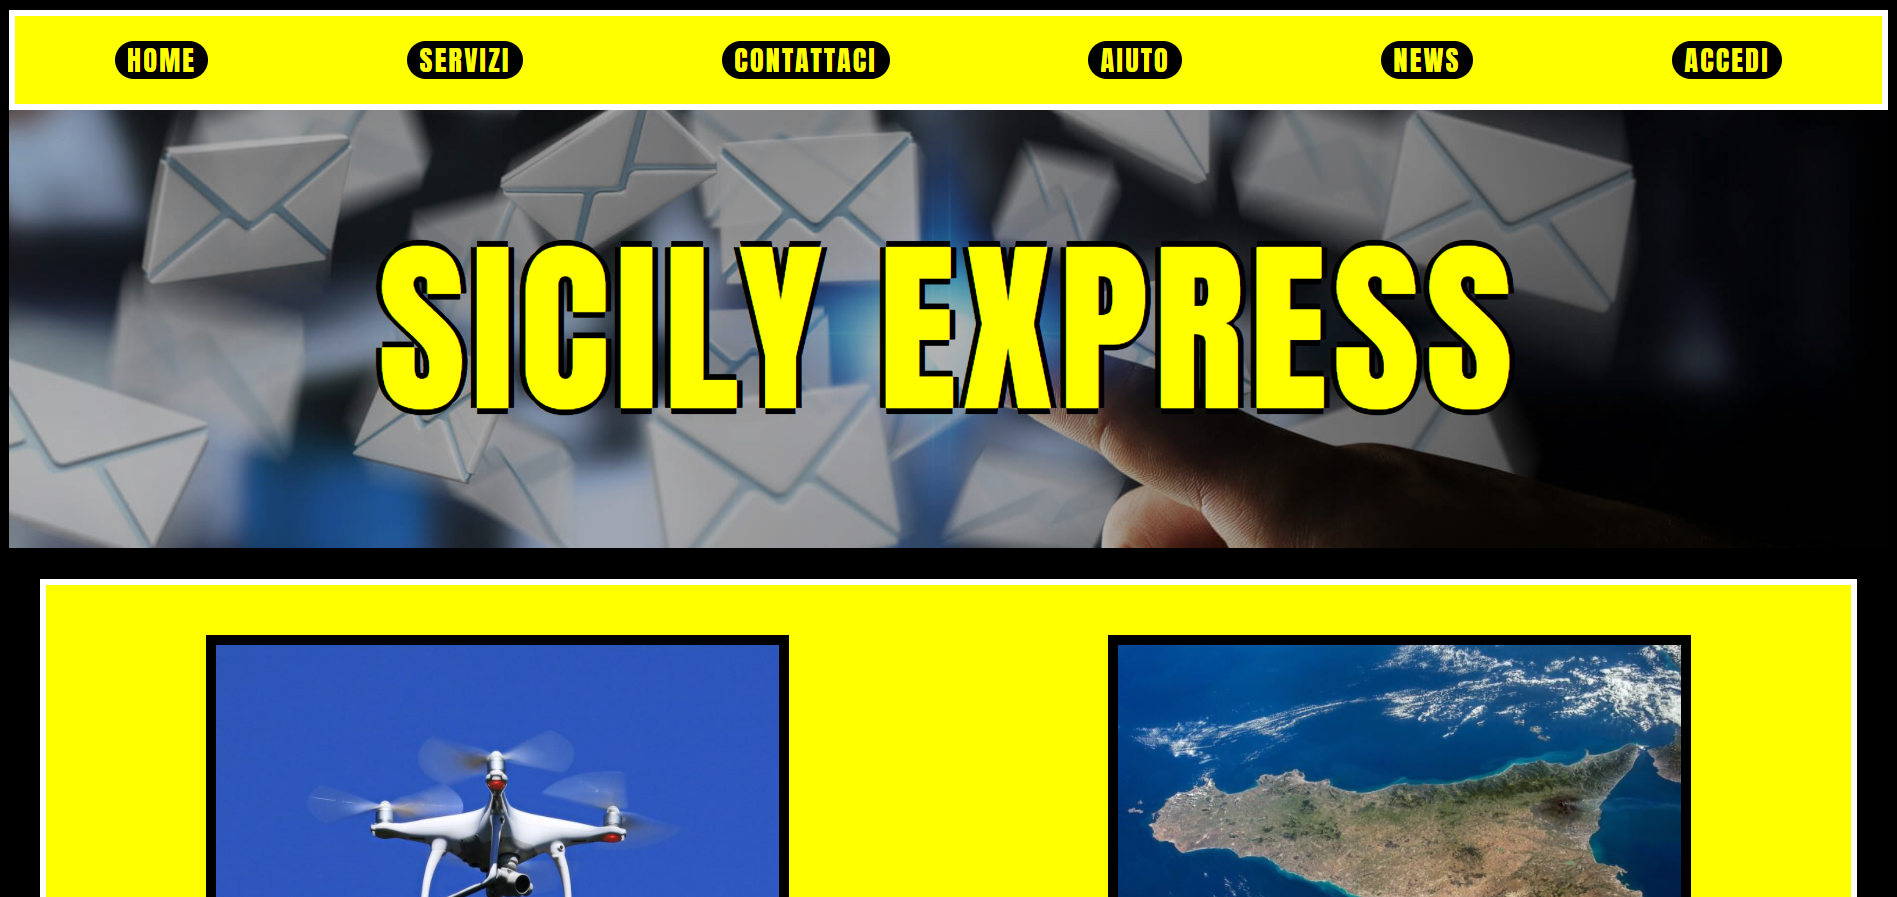 HOME SERVIZI CONTATTACI AIUTO NEWS ACCEDI
SICILY EXPRESS